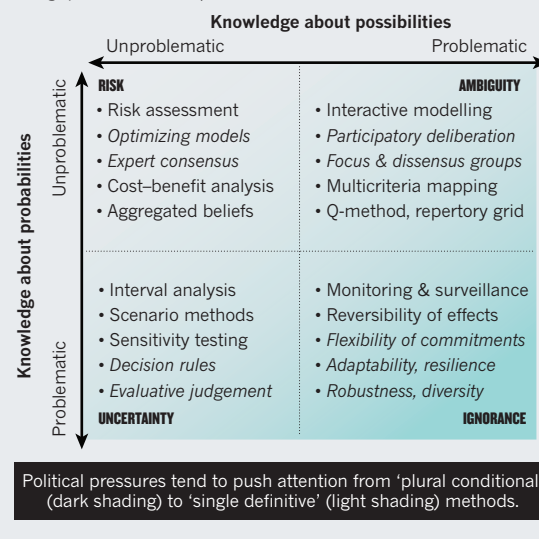 Knowledge about possibilities
Unproblematic
Problematic
Knowledge about probabilities
Unproblematic
Problematic
RISK
• Risk assessment
• Optimizing models
• Expert consensus
• Cost–benefit analysis
• Aggregated beliefs
AMBIGUITY
• Interactive modelling
• Participatory deliberation
• Focus & dissensus groups
• Multicriteria mapping
• Q-method, repertory grid
• Interval analysis
• Scenario methods
• Sensitivity testing
• Decision rules
• Evaluative judgement
UNCERTAINTY
• Monitoring & surveillance
• Reversibility of effects
• Flexibility of commitments
• Adaptability, resilience
• Robustness, diversity
IGNORANCE
Political pressures tend to push attention from ‘plural conditional
(dark shading) to ‘single definitive’ (light shading) methods.